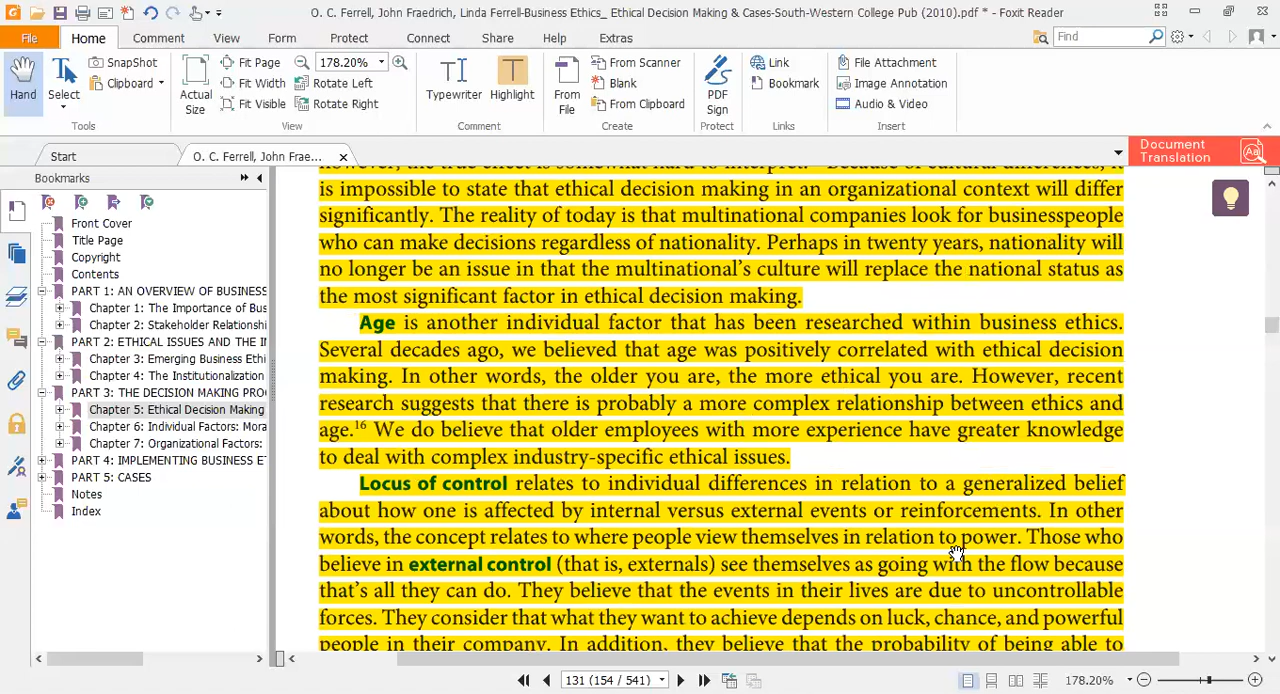 O. C. Ferrell, John Fraedrich, Linda Ferrell-Business Ethics_ Ethical Decision Making & Cases-South-Western College Pub (2010).pdf * - Foxit Reader
File Home Comment View Form Protect Connect Share Help Extras Find
SnapShot
Clipboard
Hand Select
Tools
Actual Size
Fit Page
Fit Width
Fit Visible
178.20%
Rotate Left
Rotate Right
View
Typewriter Highlight
Comment
From File
From Scanner
Blank
From Clipboard
Create
PDF Sign
Protect
Link
Bookmark
Links
File Attachment
Image Annotation
Audio & Video
Insert
Start
O. C. Ferrell, John Frae...
Document Translation
Bookmarks
Front Cover
Title Page
Copyright
Contents
PART 1: AN OVERVIEW OF BUSINESS
Chapter 1: The Importance of Bus
Chapter 2: Stakeholder Relationshi
PART 2: ETHICAL ISSUES AND THE I
Chapter 3: Emerging Business Ethi
Chapter 4: The Institutionalization
PART 3: THE DECISION MAKING PRO
Chapter 5: Ethical Decision Making
Chapter 6: Individual Factors: Mora
Chapter 7: Organizational Factors:
PART 4: IMPLEMENTING BUSINESS ET
PART 5: CASES
Notes
Index
is impossible to state that ethical decision making in an organizational context will differ
significantly. The reality of today is that multinational companies look for businesspeople
who can make decisions regardless of nationality. Perhaps in twenty years, nationality will
no longer be an issue in that the multinational's culture will replace the national status as
the most significant factor in ethical decision making.
Age is another individual factor that has been researched within business ethics.
Several decades ago, we believed that age was positively correlated with ethical decision
making. In other words, the older you are, the more ethical you are. However, recent
research suggests that there is probably a more complex relationship between ethics and
age.16 We do believe that older employees with more experience have greater knowledge
to deal with complex industry-specific ethical issues.
Locus of control relates to individual differences in relation to a generalized belief
about how one is affected by internal versus external events or reinforcements. In other
words, the concept relates to where people view themselves in relation to power. Those who
believe in external control (that is, externals) see themselves as going with the flow because
that's all they can do. They believe that the events in their lives are due to uncontrollable
forces. They consider that what they want to achieve depends on luck, chance, and powerful
people in their company. In addition, they believe that the probability of being able to
131 (154 / 541)
178.20%